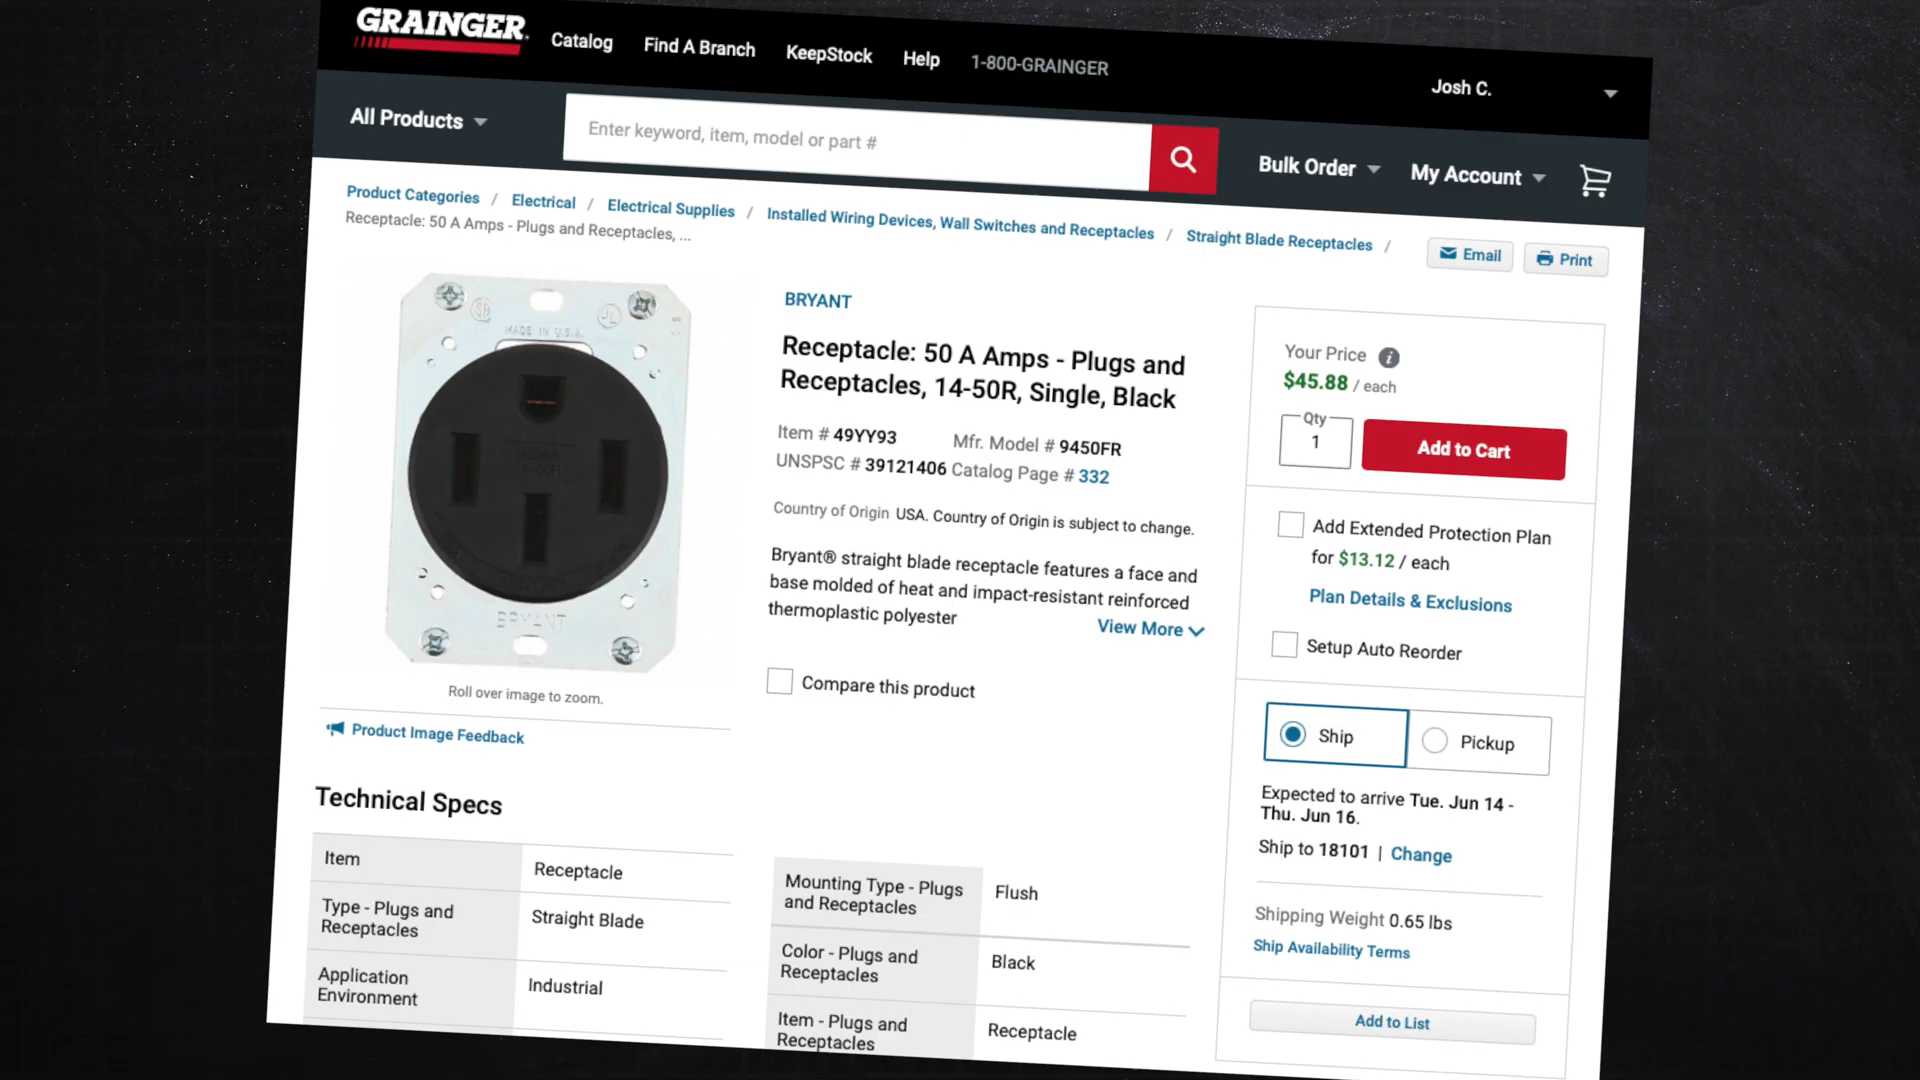 GRAINGER
Catalog
Find A Branch
KeepStock
Help
1-800-GRAINGER
Josh C.
All Products
Enter keyword, item, model or part #
Bulk Order
My Account
Product Categories / Electrical / Electrical Supplies / Installed Wiring Devices, Wall Switches and Receptacles / Straight Blade Receptacles /
Receptacle: 50 A Amps - Plugs and Receptacles, ...
Email
Print
MADE IN U.S.A.
BRYANT
Roll over image to zoom.
Product Image Feedback
BRYANT
Receptacle: 50 A Amps - Plugs and
Receptacles, 14-50R, Single, Black
Item # 49YY93 Mfr. Model # 9450FR
UNSPSC # 39121406 Catalog Page # 332
Country of Origin USA. Country of Origin is subject to change.
Bryant® straight blade receptacle features a face and
base molded of heat and impact-resistant reinforced
thermoplastic polyester
View More
Compare this product
Your Price
$45.88 / each
Qty
1
Add to Cart
Add Extended Protection Plan
for $13.12 / each
Plan Details & Exclusions
Setup Auto Reorder
Ship
Pickup
Expected to arrive Tue. Jun 14 -
Thu. Jun 16.
Ship to 18101 | Change
Shipping Weight 0.65 lbs
Ship Availability Terms
Add to List
Technical Specs
Item
Receptacle
Type - Plugs and
Receptacles
Straight Blade
Application
Environment
Industrial
Mounting Type - Plugs
and Receptacles
Flush
Color - Plugs and
Receptacles
Black
Item - Plugs and
Receptacles
Receptacle